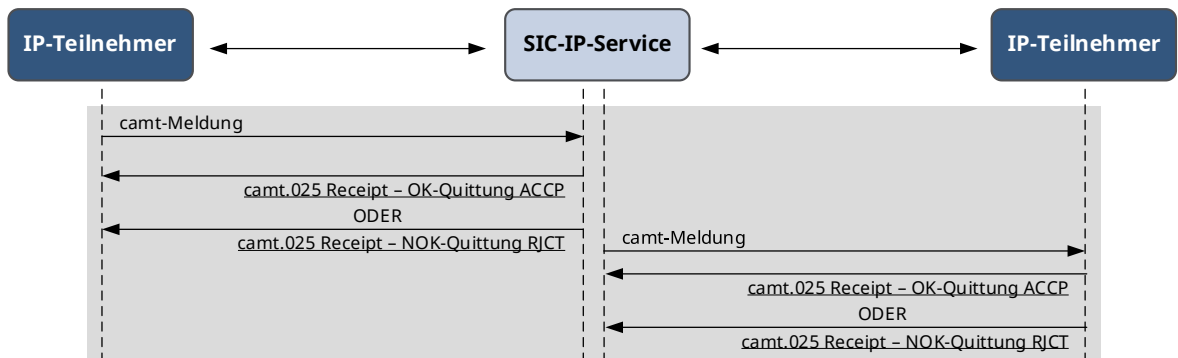 IP-Teilnehmer
SIC-IP-Service
IP-Teilnehmer
camt-Meldung
camt.025 Receipt – OK-Quittung ACCP
ODER
camt.025 Receipt – NOK-Quittung RJCT
camt-Meldung
camt.025 Receipt – OK-Quittung ACCP
ODER
camt.025 Receipt – NOK-Quittung RJCT